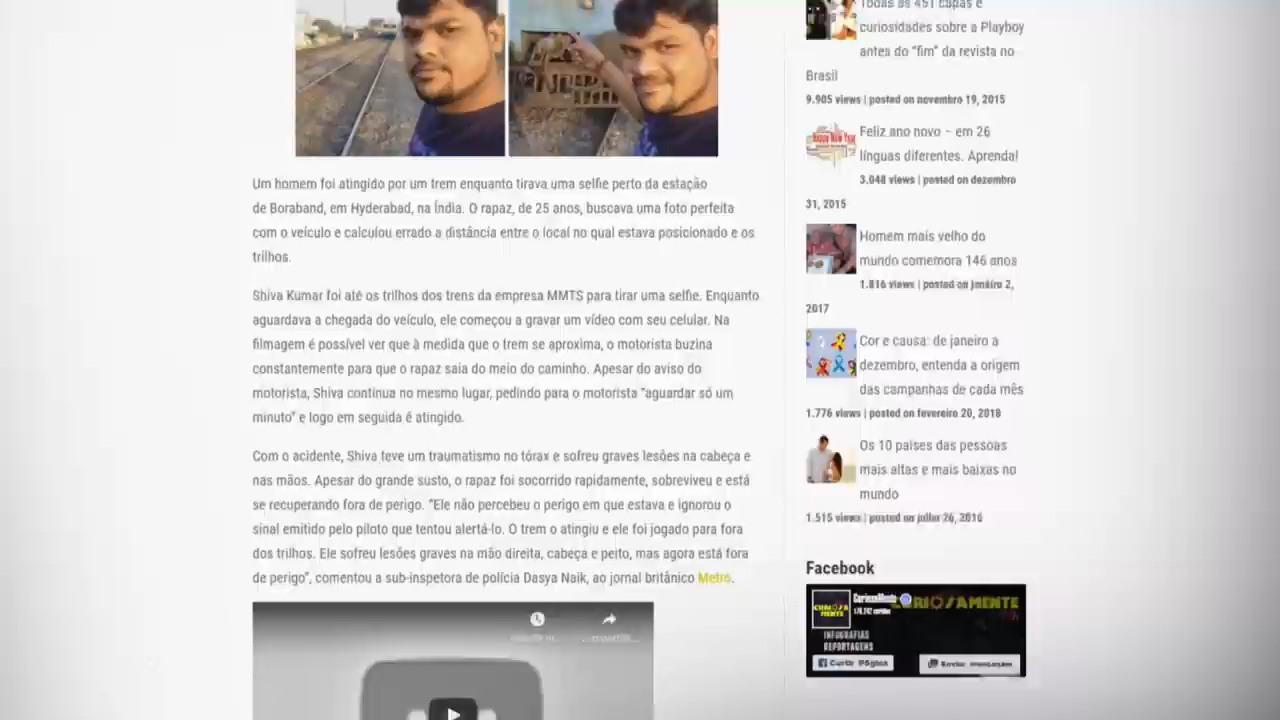 Um homem foi atingido por um trem enquanto tirava uma selfie perto da estação
de Boraband, em Hyderabad, na Índia. O rapaz, de 25 anos, buscava uma foto perfeita
com o veículo e calculou errado a distância entre o local no qual estava posicionado e os
trilhos.
Shiva Kumar foi até os trilhos dos trens da empresa MMTS para tirar uma selfie. Enquanto
aguardava a chegada do veículo, ele começou a gravar um vídeo com seu celular. Na
filmagem é possível ver que à medida que o trem se aproxima, o motorista buzina
constantemente para que o rapaz saia do meio do caminho. Apesar do aviso do
motorista, Shiva continua no mesmo lugar, pedindo para o motorista "aguardar só um
minuto" e logo em seguida é atingido.
Com o acidente, Shiva teve um traumatismo no tórax e sofreu graves lesões na cabeça e
nas mãos. Apesar do grande susto, o rapaz foi socorrido rapidamente, sobreviveu e está
se recuperando fora de perigo. "Ele não percebeu o perigo em que estava e ignorou o
sinal emitido pelo piloto que tentou alertá-lo. O trem o atingiu e ele foi jogado para fora
dos trilhos. Ele sofreu lesões graves na mão direita, cabeça e peito, mas agora está fora
de perigo", comentou a sub-inspetora de polícia Dasya Naik, ao jornal britânico Metro.
Todas as 451 capas e
curiosidades sobre a Playboy
antes do "fim" da revista no
Brasil
9.905 views | posted on novembro 19, 2015
Feliz ano novo – em 26
línguas diferentes. Aprenda!
3.048 views | posted on dezembro
31, 2015
Homem mais velho do
mundo comemora 146 anos
1.816 views | posted on janeiro 2,
2017
Cor e causa: de janeiro a
dezembro, entenda a origem
das campanhas de cada mês
1.776 views | posted on fevereiro 20, 2018
Os 10 países das pessoas
mais altas e mais baixas no
mundo
1.515 views | posted on julho 26, 2016
Facebook
CuriosaMente
CURIOSAMENTE
INFOGRAFIAS
REPORTAGENS
Curtir Página
Enviar mensagem